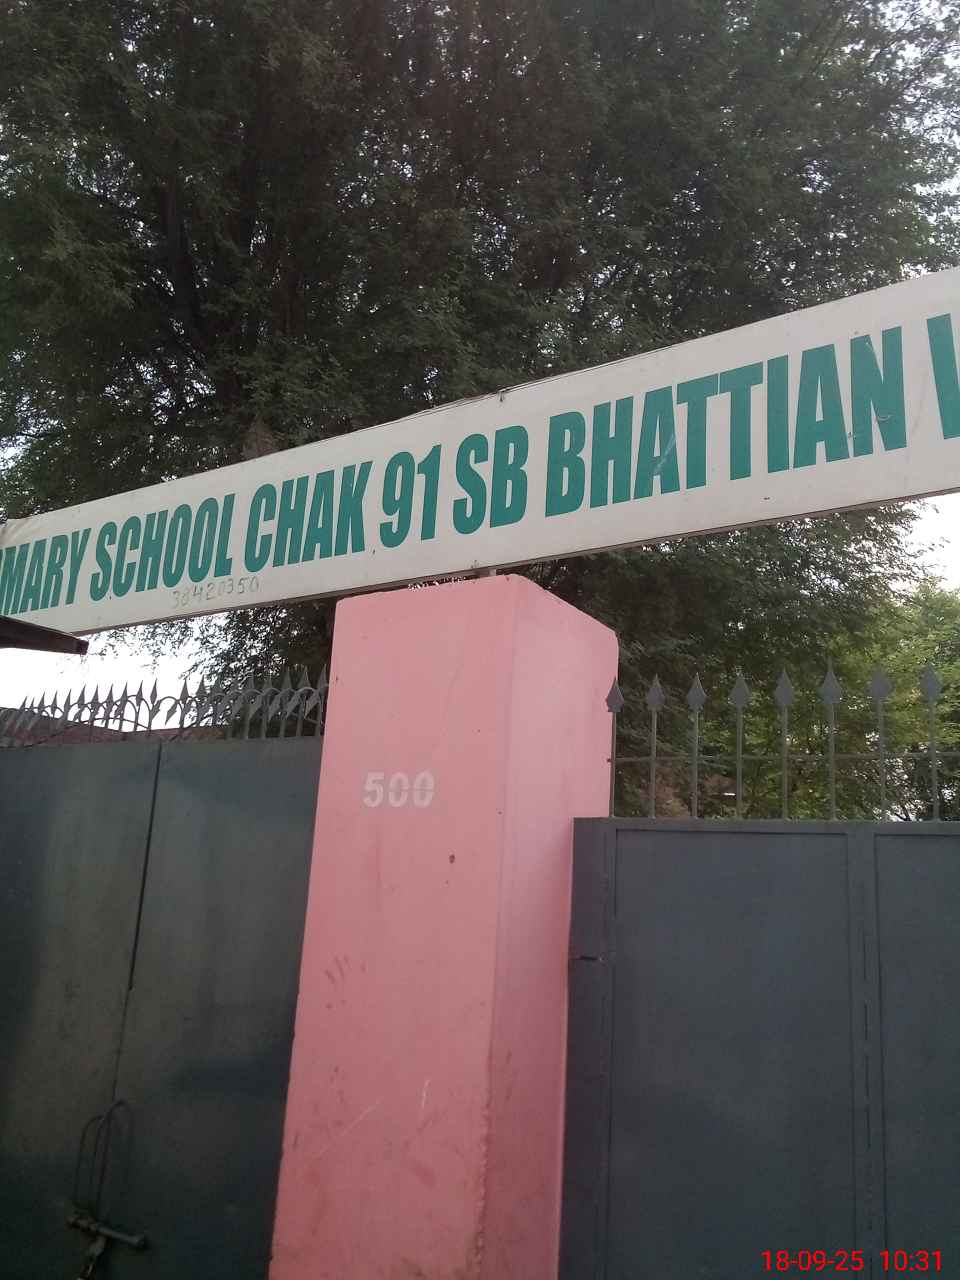 MARY SCHOOL CHAK 91 SB BHATTIAN
38420350
500
18-09-25 10:31